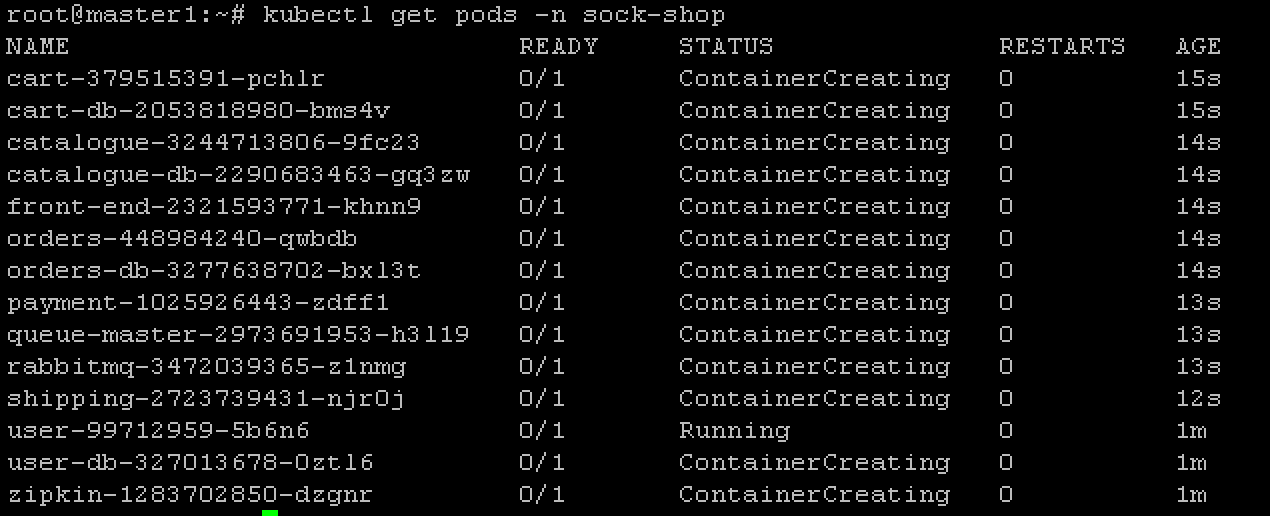 root@master1:~# kubectl get pods -n sock-shop
NAME READY STATUS RESTARTS AGE
cart-379515391-pchlr 0/1 ContainerCreating 0 15s
cart-db-2053818980-bms4v 0/1 ContainerCreating 0 15s
catalogue-3244713806-9fc23 0/1 ContainerCreating 0 14s
catalogue-db-2290683463-gq3zw 0/1 ContainerCreating 0 14s
front-end-2321593771-khnn9 0/1 ContainerCreating 0 14s
orders-448984240-qwbdb 0/1 ContainerCreating 0 14s
orders-db-3277638702-bxl3t 0/1 ContainerCreating 0 14s
payment-1025926443-zdff1 0/1 ContainerCreating 0 13s
queue-master-2973691953-h3l19 0/1 ContainerCreating 0 13s
rabbitmq-3472039365-z1nmg 0/1 ContainerCreating 0 13s
shipping-2723739431-njr0j 0/1 ContainerCreating 0 12s
user-99712959-5b6n6 0/1 Running 0 1m
user-db-327013678-0ztl6 0/1 ContainerCreating 0 1m
zipkin-1283702850-dzgnr 0/1 ContainerCreating 0 1m